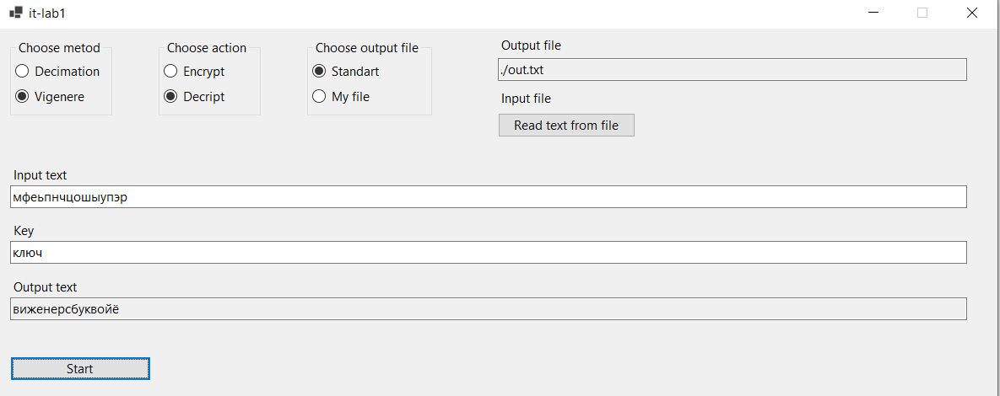 it-lab1
Choose metod
Decimation
Vigenere
Choose action
Encrypt
Decript
Choose output file
Standart
My file
Output file
./out.txt
Input file
Read text from file
Input text
мфеьпнчцошыупэр
Key
ключ
Output text
виженерсбуквойё
Start